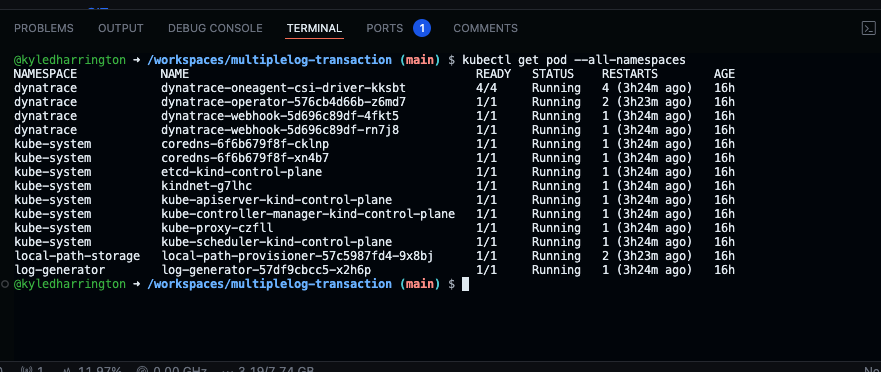 PROBLEMS OUTPUT DEBUG CONSOLE TERMINAL PORTS 1 COMMENTS
@kyledharrington ➜ /workspaces/multiplelog-transaction (main) $ kubectl get pod --all-namespaces
NAMESPACE NAME READY STATUS RESTARTS AGE
dynatrace dynatrace-oneagent-csi-driver-kksbt 4/4 Running 4 (3h24m ago) 16h
dynatrace dynatrace-operator-576cb4d66b-z6md7 1/1 Running 2 (3h23m ago) 16h
dynatrace dynatrace-webhook-5d696c89df-4fkt5 1/1 Running 1 (3h24m ago) 16h
dynatrace dynatrace-webhook-5d696c89df-rn7j8 1/1 Running 1 (3h24m ago) 16h
kube-system coredns-6f6b679f8f-cklnp 1/1 Running 1 (3h24m ago) 16h
kube-system coredns-6f6b679f8f-xn4b7 1/1 Running 1 (3h24m ago) 16h
kube-system etcd-kind-control-plane 1/1 Running 1 (3h24m ago) 16h
kube-system kindnet-g7lhc 1/1 Running 1 (3h24m ago) 16h
kube-system kube-apiserver-kind-control-plane 1/1 Running 1 (3h24m ago) 16h
kube-system kube-controller-manager-kind-control-plane 1/1 Running 1 (3h24m ago) 16h
kube-system kube-proxy-czfll 1/1 Running 1 (3h24m ago) 16h
kube-system kube-scheduler-kind-control-plane 1/1 Running 1 (3h24m ago) 16h
local-path-storage local-path-provisioner-57c5987fd4-9x8bj 1/1 Running 2 (3h23m ago) 16h
log-generator log-generator-57df9cbcc5-x2h6p 1/1 Running 1 (3h24m ago) 16h
@kyledharrington ➜ /workspaces/multiplelog-transaction (main) $
1 11.97% 0.00 GHz 3.19/7.74 GB No